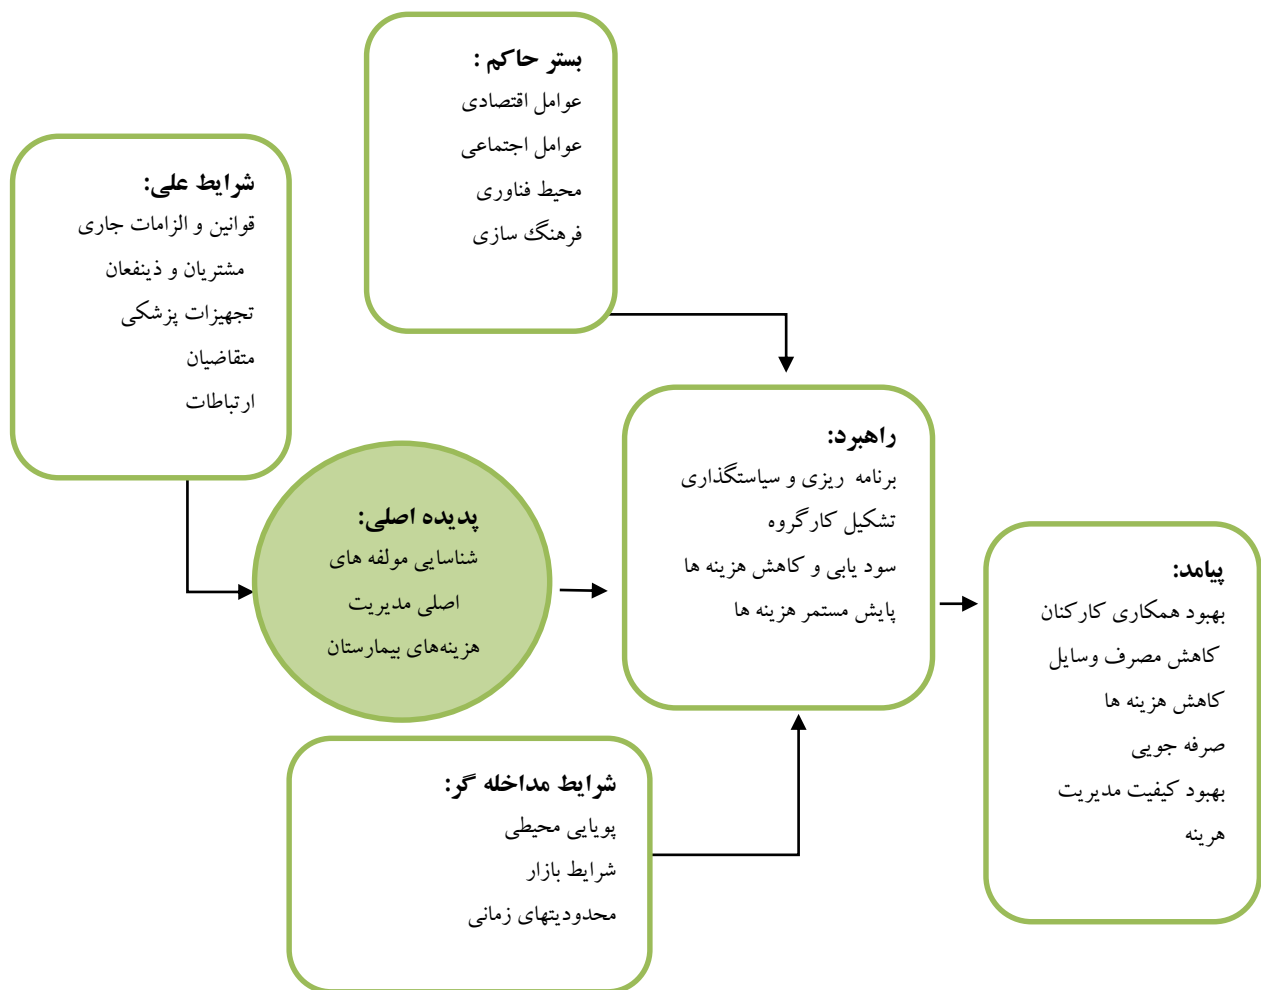 بستر حاکم :
عوامل اقتصادی
عوامل اجتماعی
محیط فناوری
فرهنگ سازی
شرایط علی:
قوانین و الزامات جاری
مشتریان و ذینفعان
تجهیزات پزشکی
متقاضیان
ارتباطات
پدیده اصلی:
شناسایی مولفه های
اصلی مدیریت
هزینه‌های بیمارستان
راهبرد:
برنامه ریزی و سیاستگذاری
تشکیل کارگروه
سود یابی و کاهش هزینه ها
پایش مستمر هزینه ها
شرایط مداخله گر:
پویایی محیطی
شرایط بازار
محدودیتهای زمانی
پیامد:
بهبود همکاری کارکنان
کاهش مصرف وسایل
کاهش هزینه ها
صرفه جویی
بهبود کیفیت مدیریت
هرینه